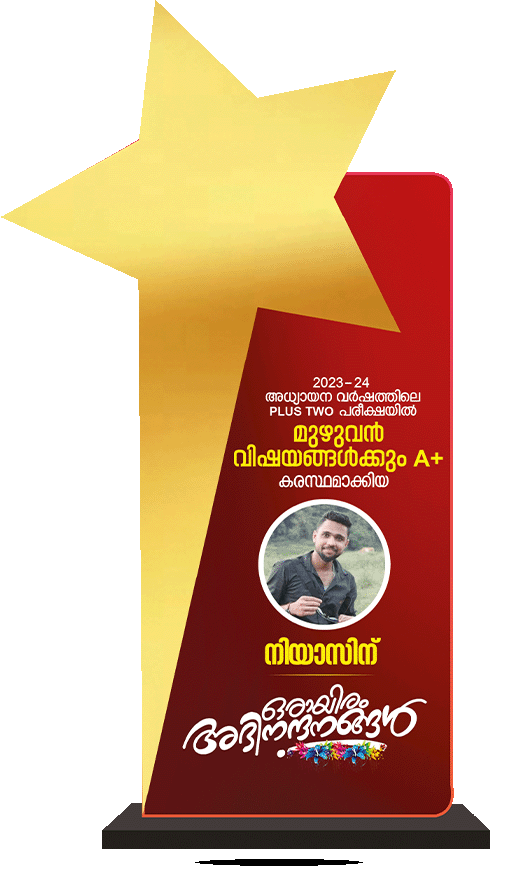 2023-24
അധ്യായന വർഷത്തിലെ
PLUS TWO പരീക്ഷയിൽ
മുഴുവൻ
വിഷയങ്ങൾക്കും A+
കരസ്ഥമാക്കിയ
നിയാസിന്
ഒരായിരം
അഭിനന്ദനങ്ങൾ